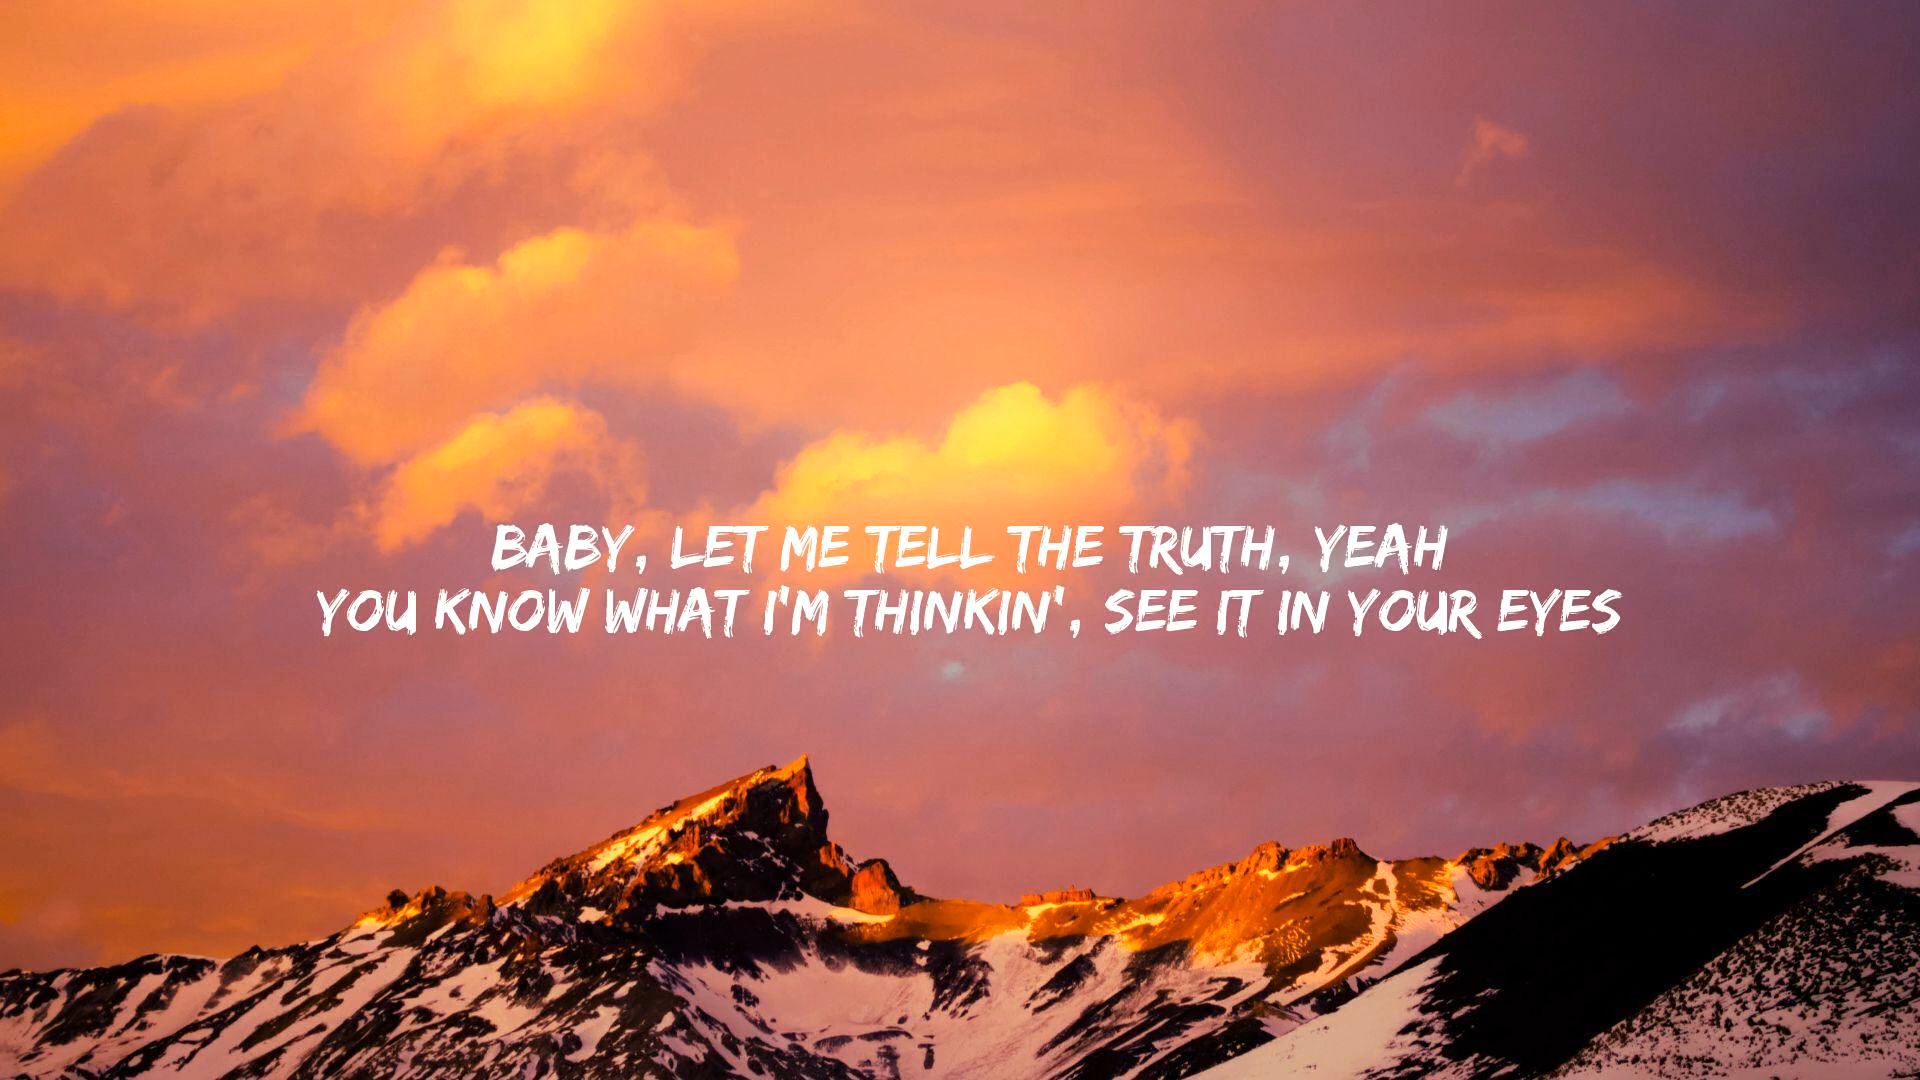 BABY, LET ME TELL THE TRUTH, YEAH
YOU KNOW WHAT I'M THINKIN', SEE IT IN YOUR EYES